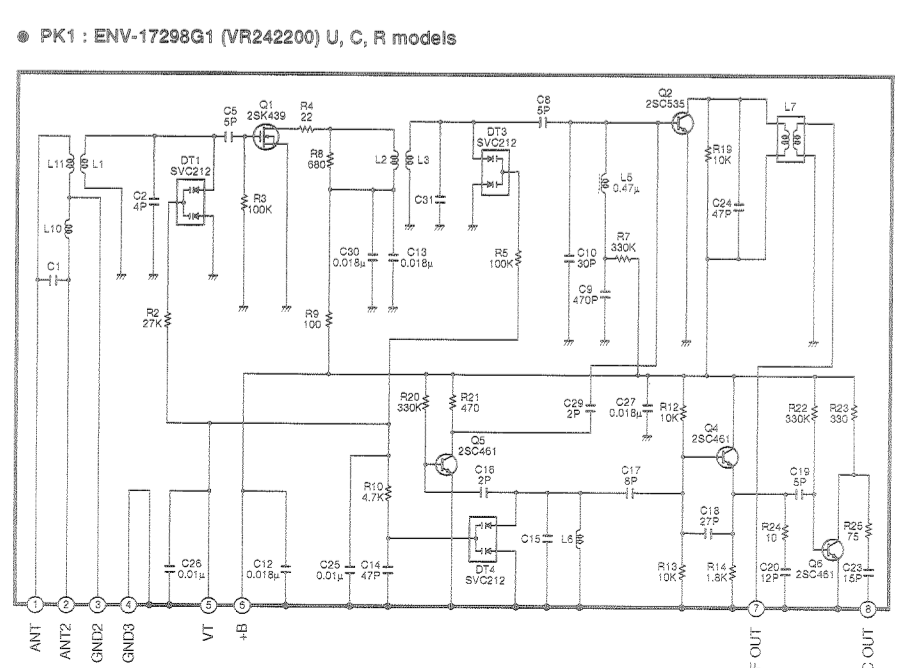 ● PK1 : ENV-17298G1 (VR242200) U, C, R models
C5
5P
Q1
2SK439
R4
22
C8
5P
Q2
2SC535
L7
L11
L1
DT1
SVC212
R6
680
L2
L3
DT3
SVC212
R19
10K
C2
4P
R3
100K
C31
L5
0.47μ
C24
47P
L10
C30
0.018μ
C13
0.018μ
R5
100K
C10
30P
R7
330K
C1
C9
470P
R2
27K
R9
100
R20
330K
R21
470
C29
2P
C27
0.018μ
R12
10K
R22
330K
R23
330
Q5
2SC461
Q4
2SC461
C16
2P
C17
8P
C19
5P
R10
4.7K
C18
27P
R24
10
R25
75
C15
L6
C26
0.01μ
C12
0.018μ
C25
0.01μ
C14
47P
DT4
SVC212
R13
10K
R14
1.8K
C20
12P
Q6
2SC461
C23
15P
1
2
3
4
5
6
7
8
ANT
ANT2
GND2
GND3
VT
+B
OUT
OUT